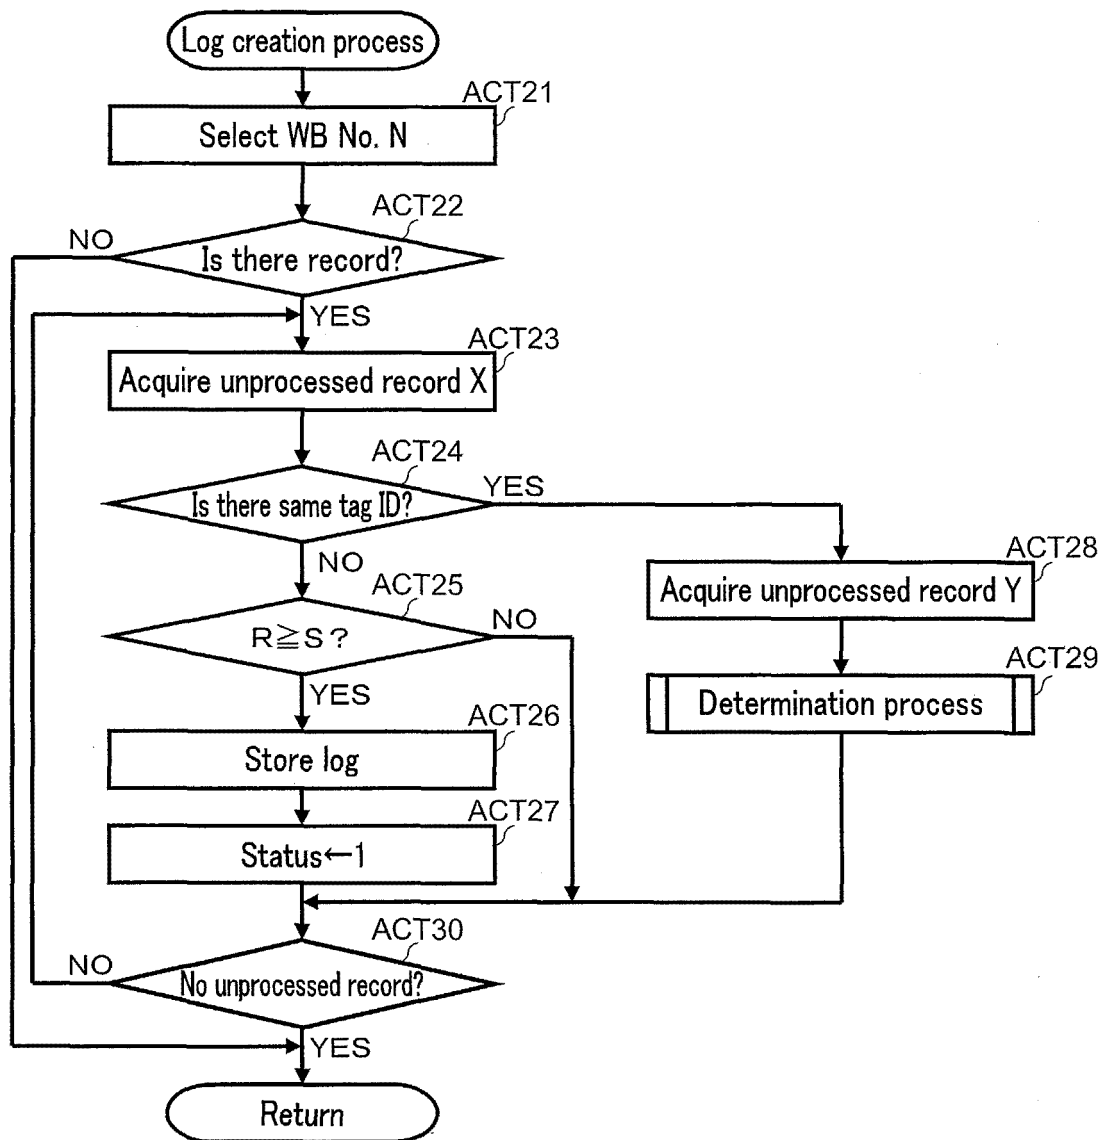 Log creation process
ACT21
Select WB No. N
ACT22
NO
Is there record?
YES
ACT23
Acquire unprocessed record X
ACT24
Is there same tag ID?
YES
NO
ACT28
Acquire unprocessed record Y
ACT25
R≧S?
NO
YES
ACT29
Determination process
ACT26
Store log
ACT27
Status←1
ACT30
NO
No unprocessed record?
YES
Return